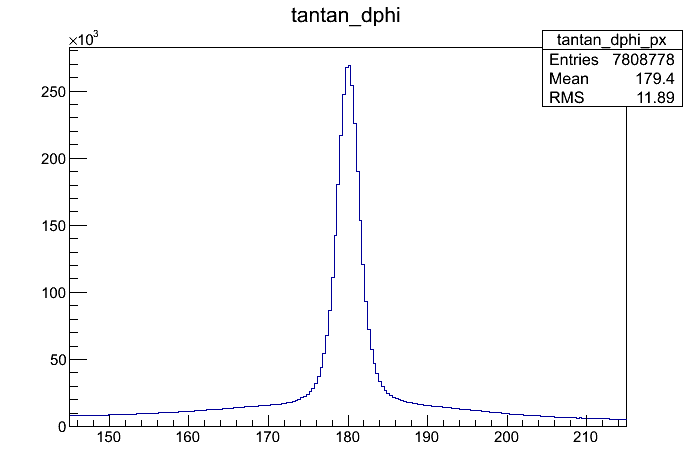 tantan_dphi
×10³
tantan_dphi_px
Entries 7808778
Mean 179.4
RMS 11.89
250
200
150
100
50
0
150 160 170 180 190 200 210